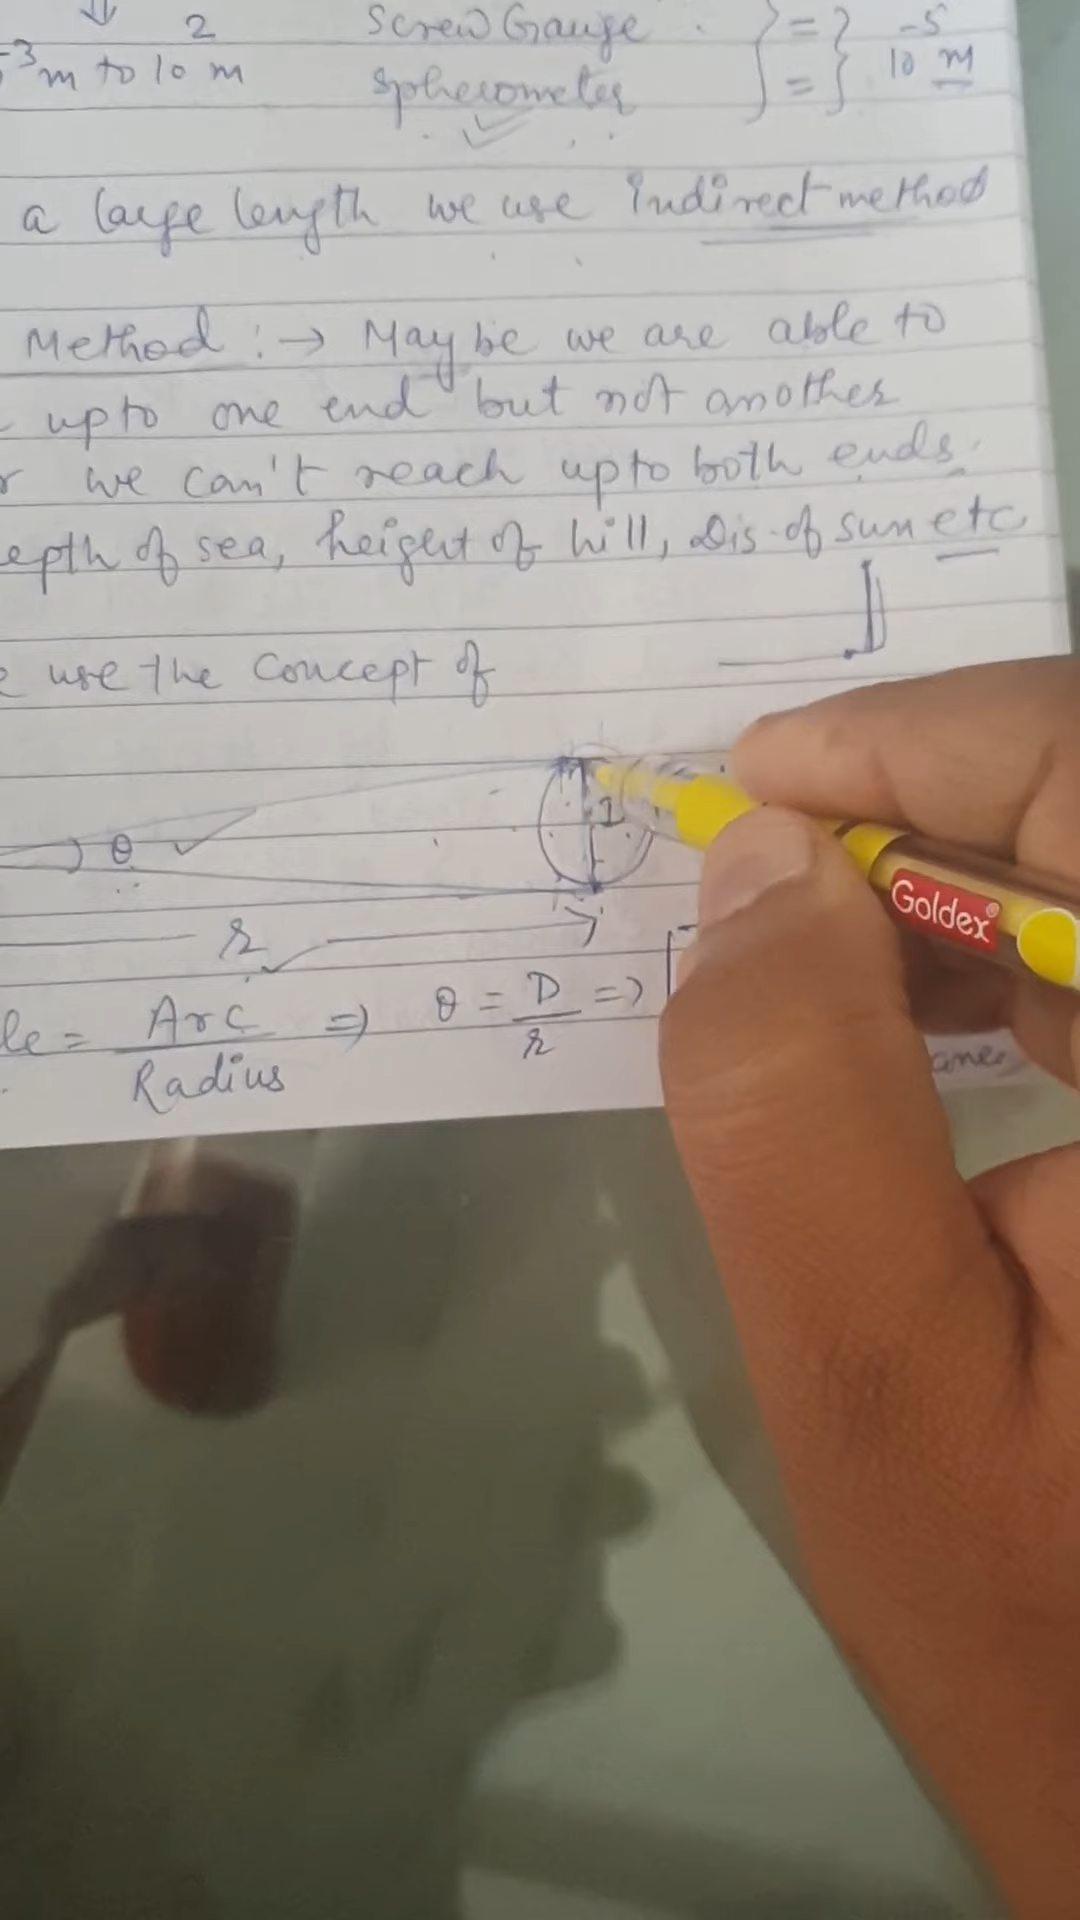 2 Screw Gauge
-3 m to 10 m Spherometer } = } = } 10 -5 m
a large length we use indirect method
Method :→ May be we are able to
upto one end but not another
r we can't reach upto both ends.
epth of sea, height of hill, Dis. of sun etc
e use the concept of
θ
r
le = Arc / Radius => θ = D / r =>
ance
Goldex®